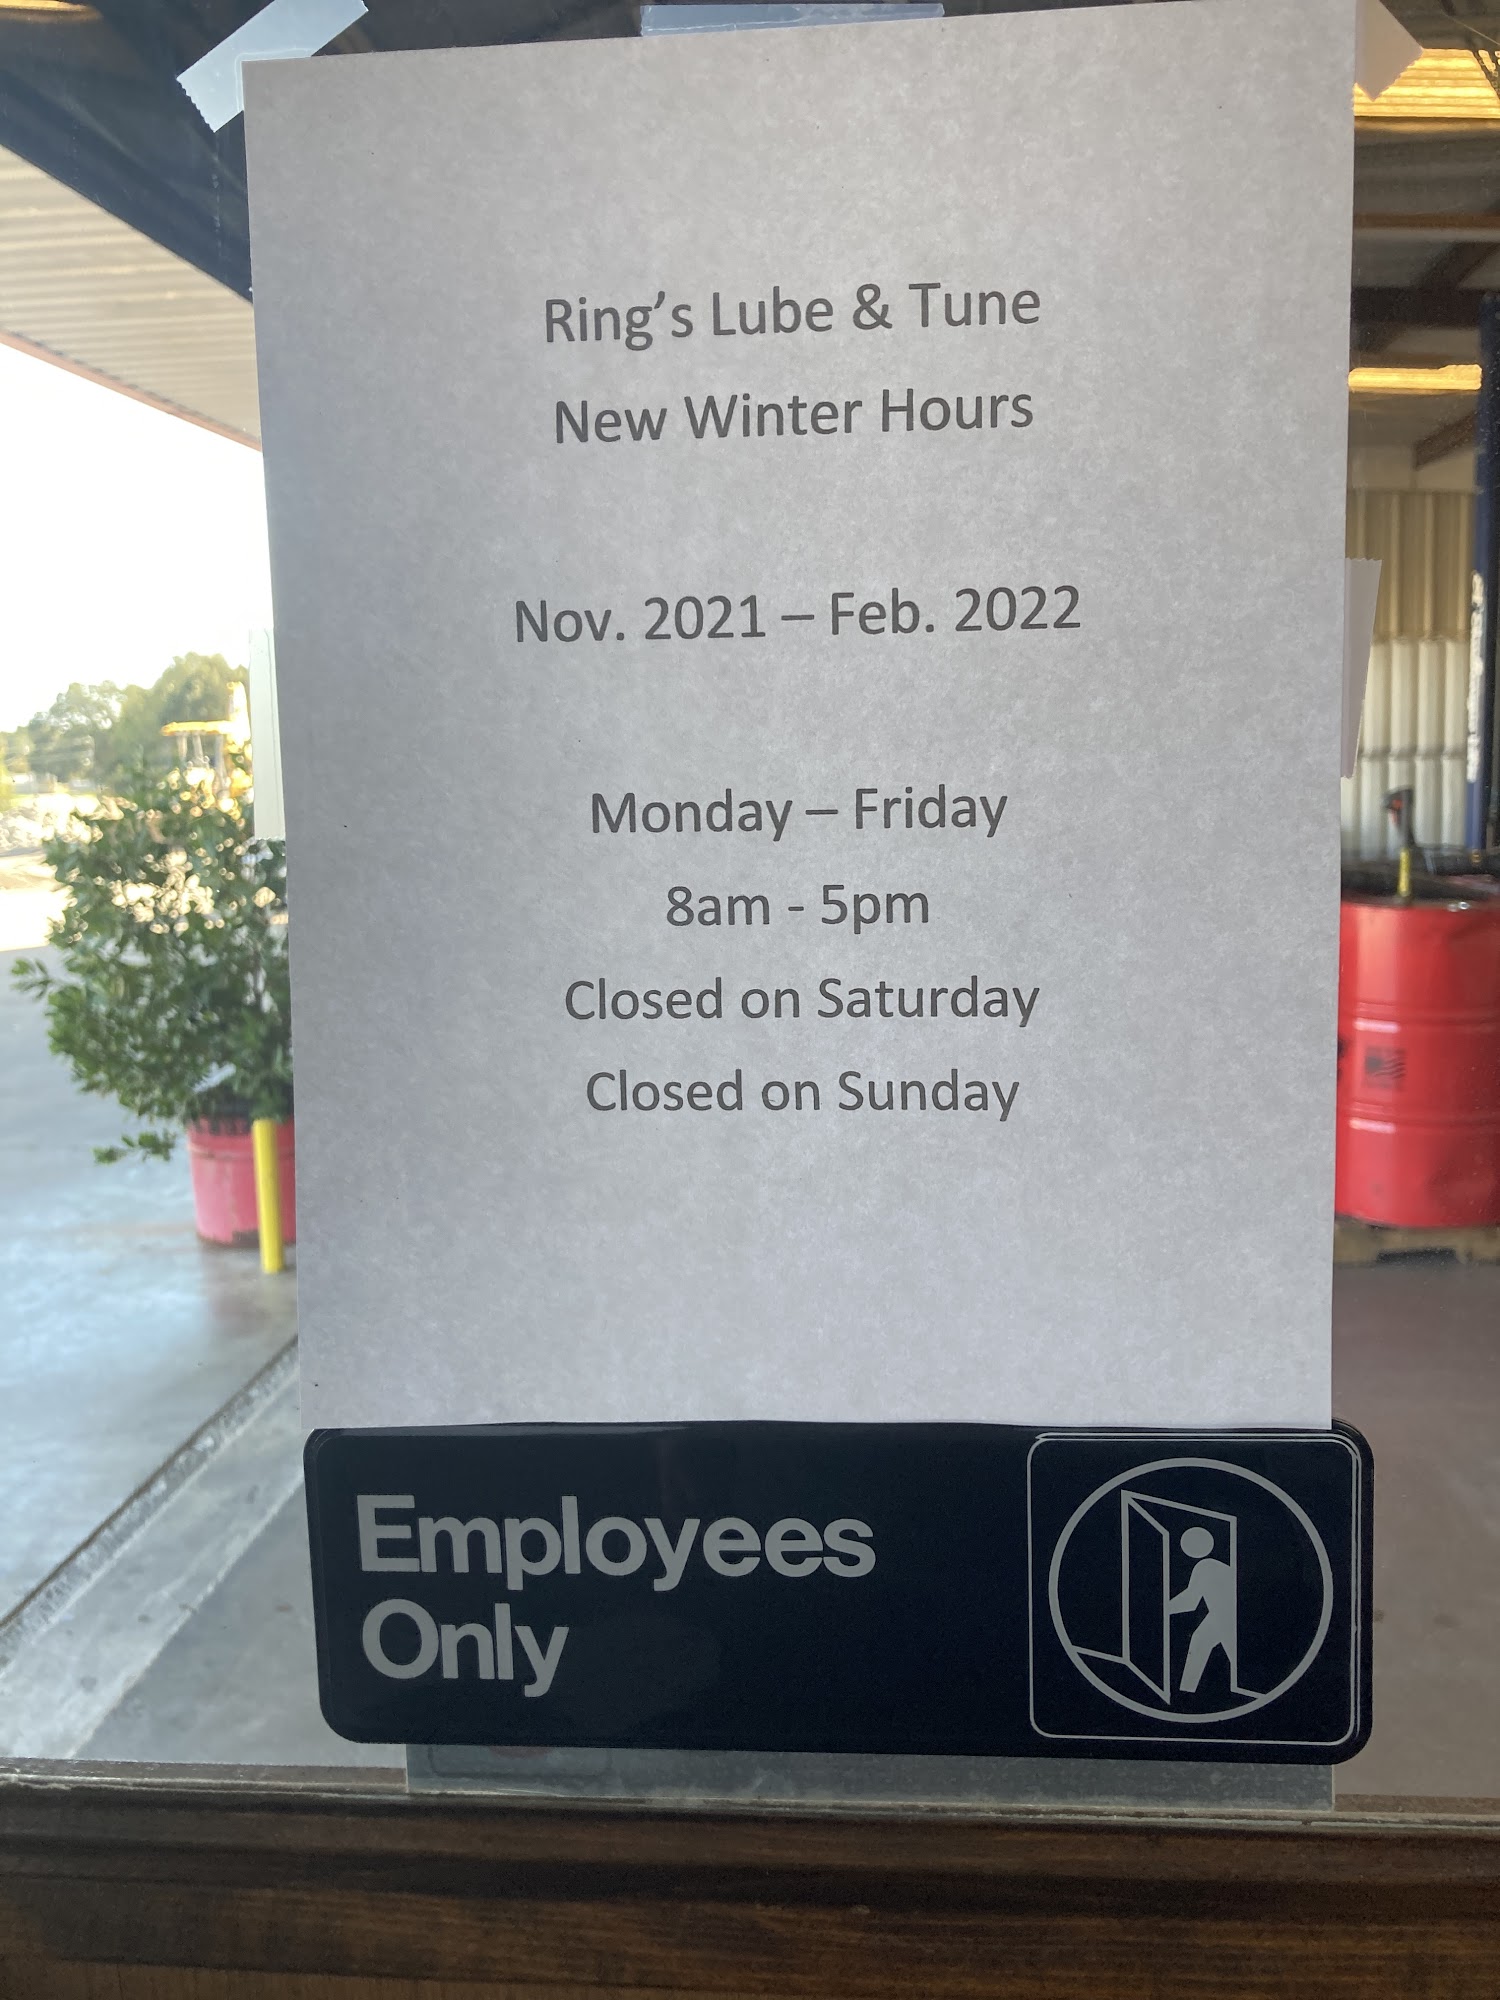 Ring’s Lube & Tune
New Winter Hours
Nov. 2021 – Feb. 2022
Monday – Friday
8am - 5pm
Closed on Saturday
Closed on Sunday
Employees
Only